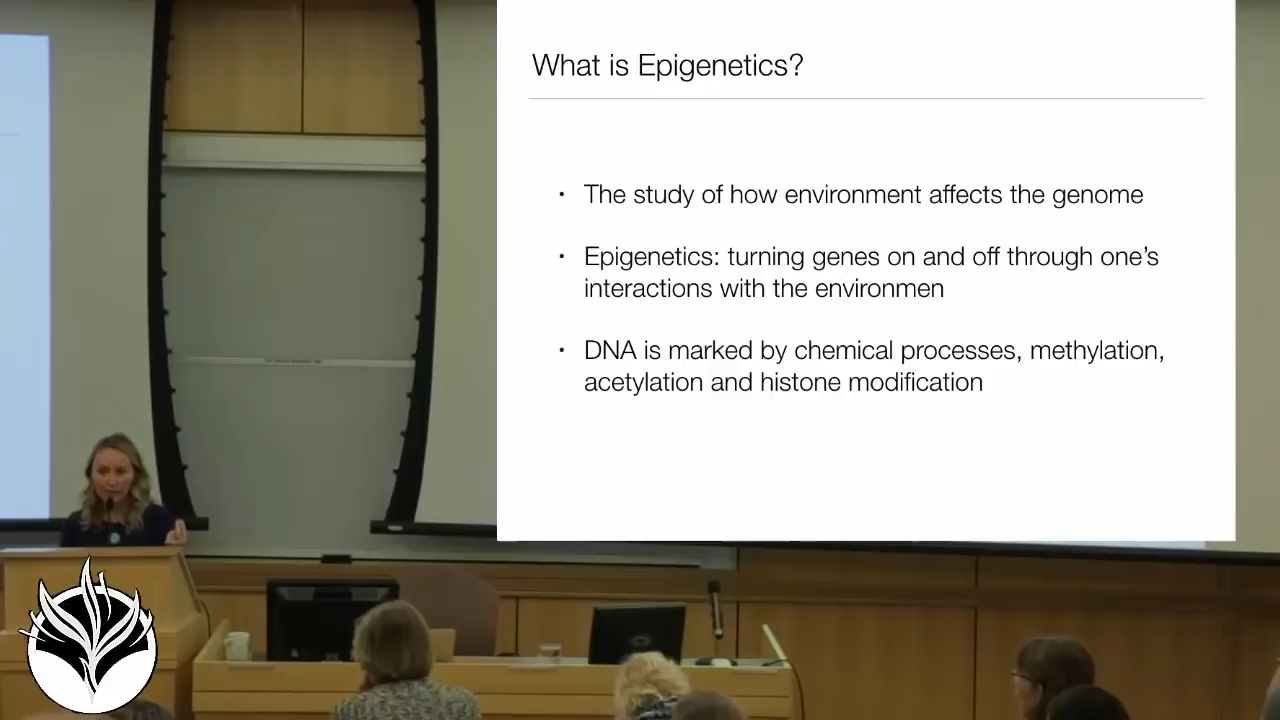 What is Epigenetics?
• The study of how environment affects the genome
• Epigenetics: turning genes on and off through one's
interactions with the environmen
• DNA is marked by chemical processes, methylation,
acetylation and histone modification